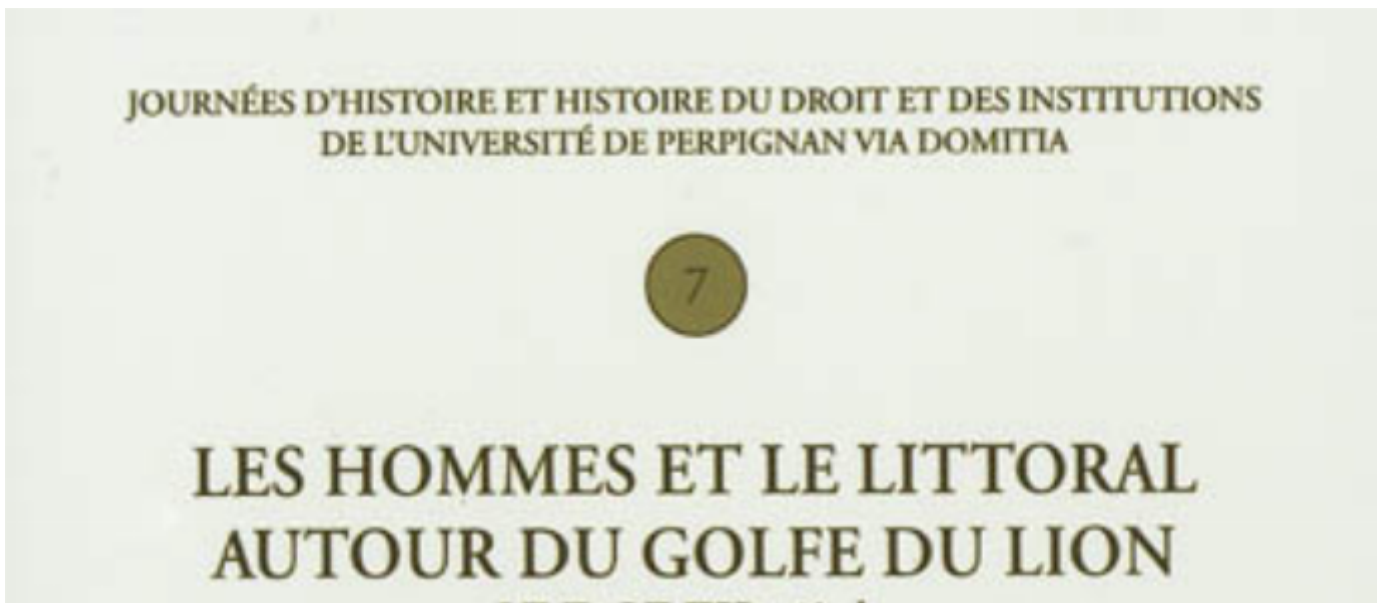 JOURNÉES D'HISTOIRE ET HISTOIRE DU DROIT ET DES INSTITUTIONS
DE L'UNIVERSITÉ DE PERPIGNAN VIA DOMITIA
7
LES HOMMES ET LE LITTORAL
AUTOUR DU GOLFE DU LION